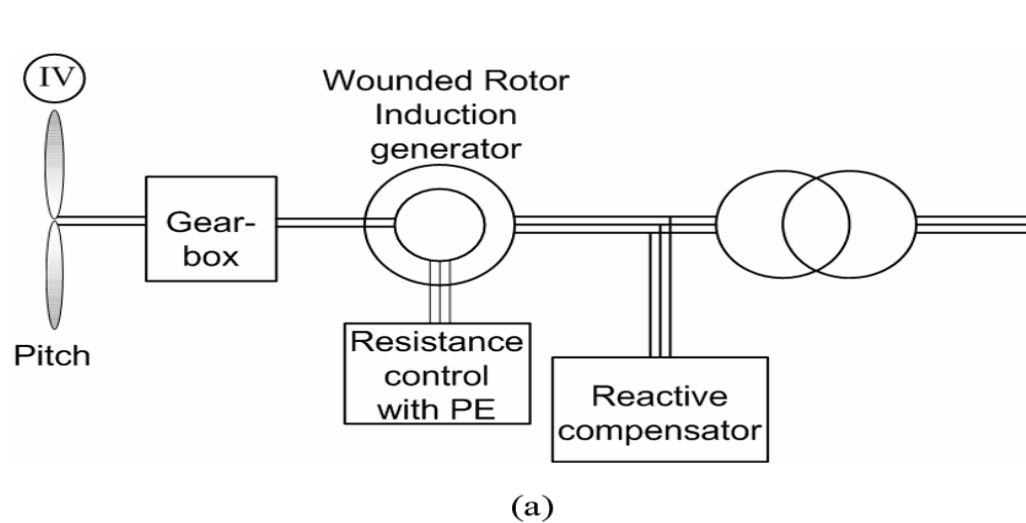 IV
Wounded Rotor
Induction
generator
Gear-
box
Pitch
Resistance
control
with PE
Reactive
compensator
(a)